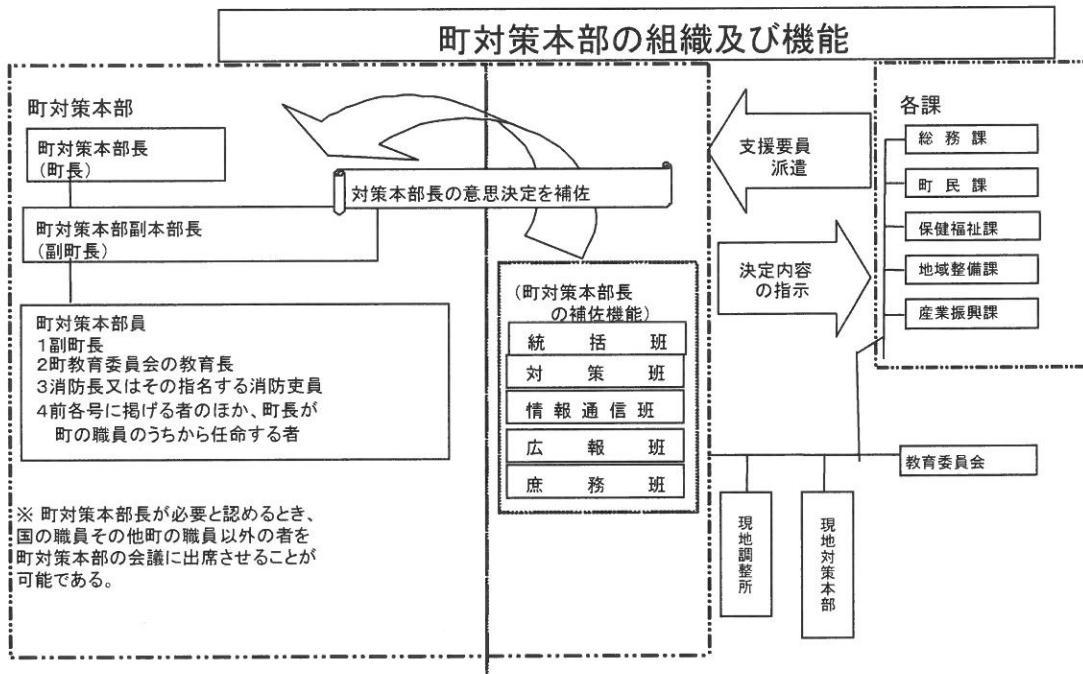 町対策本部の組織及び機能
町対策本部
町対策本部長
(町長)
対策本部長の意思決定を補佐
町対策本部副本部長
(副町長)
町対策本部員
1副町長
2町教育委員会の教育長
3消防長又はその指名する消防吏員
4前各号に掲げる者のほか、町長が
町の職員のうちから任命する者
※ 町対策本部長が必要と認めるとき、
国の職員その他町の職員以外の者を
町対策本部の会議に出席させることが
可能である。
(町対策本部長
の補佐機能)
統 括 班
対 策 班
情報通信班
広 報 班
庶 務 班
支援要員
派遣
決定内容
の指示
各課
総務課
町民課
保健福祉課
地域整備課
産業振興課
教育委員会
現地調整所
現地対策本部